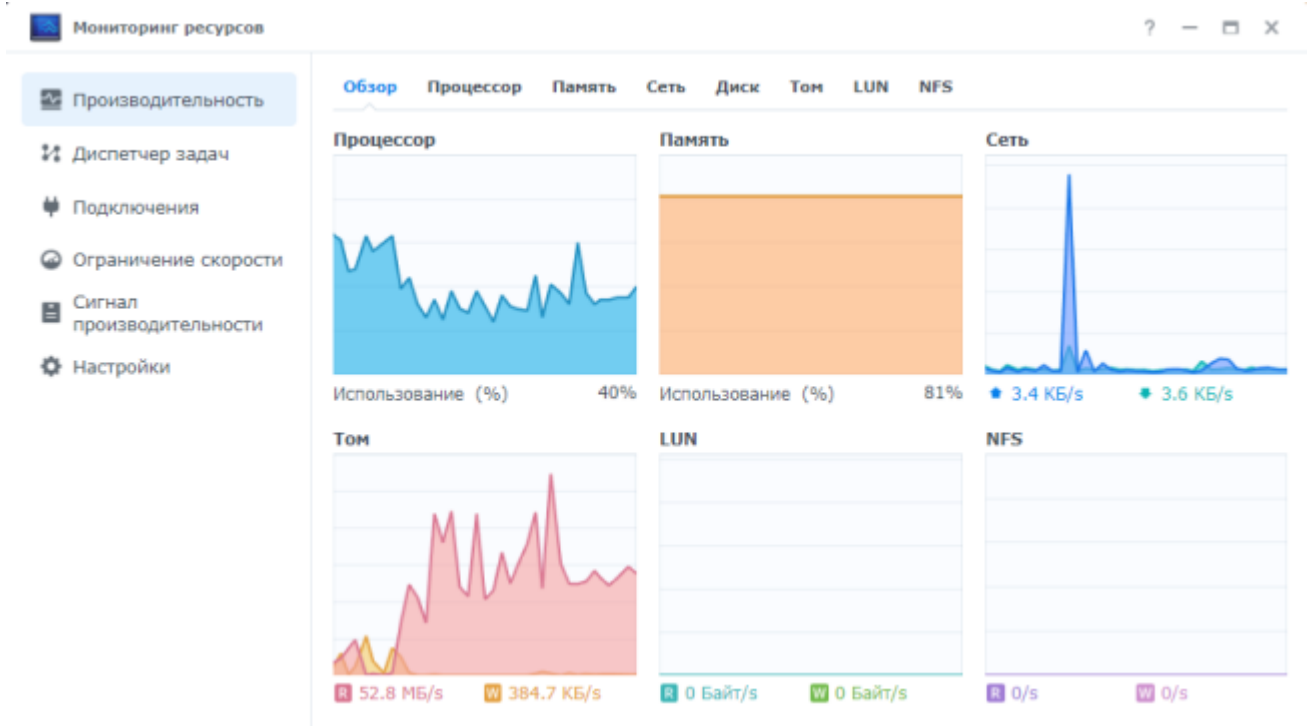 Мониторинг ресурсов
?
Производительность
Диспетчер задач
Подключения
Ограничение скорости
Сигнал
производительности
Настройки
Обзор Процессор Память Сеть Диск Том LUN NFS
Процессор
Использование (%) 40%
Память
Использование (%) 81%
Сеть
3.4 КБ/s 3.6 КБ/s
Том
R 52.8 МБ/s W 384.7 КБ/s
LUN
R 0 Байт/s W 0 Байт/s
NFS
R 0/s W 0/s